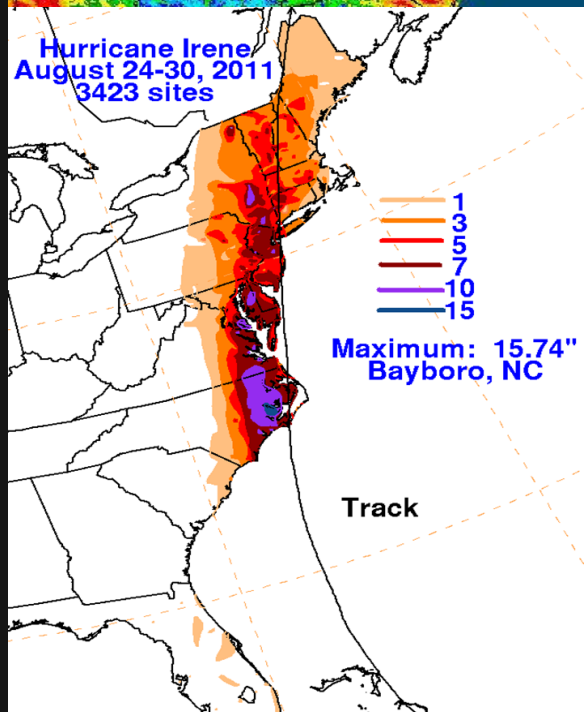 Hurricane Irene
August 24-30, 2011
3423 sites
1
3
5
7
10
15
Maximum: 15.74"
Bayboro, NC
Track